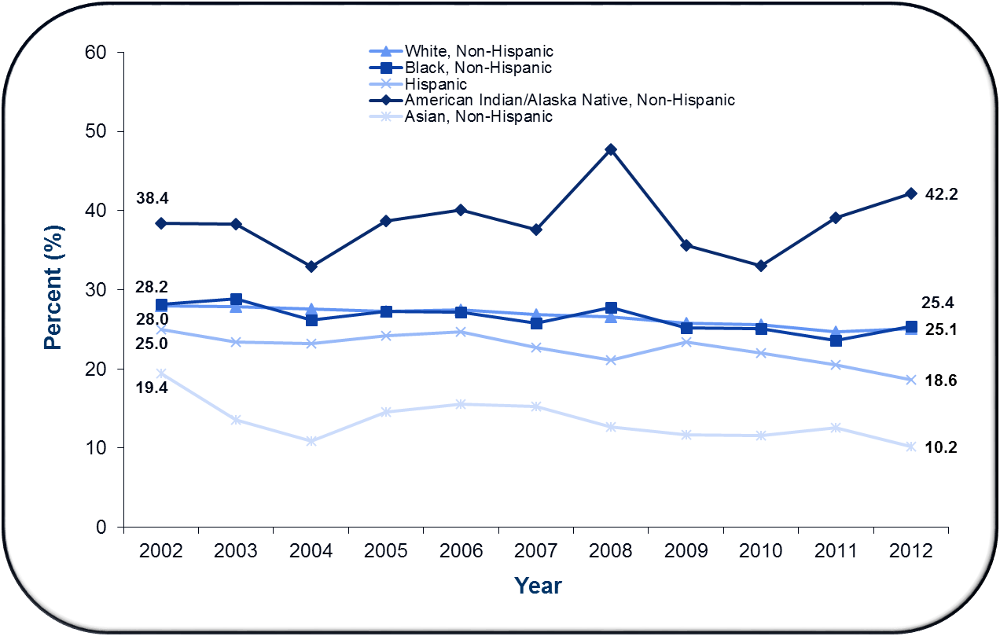 60
50
40
30
20
10
0
Percent (%)
White, Non-Hispanic
Black, Non-Hispanic
Hispanic
American Indian/Alaska Native, Non-Hispanic
Asian, Non-Hispanic
38.4
28.2
28.0
25.0
19.4
42.2
25.4
25.1
18.6
10.2
2002 2003 2004 2005 2006 2007 2008 2009 2010 2011 2012
Year